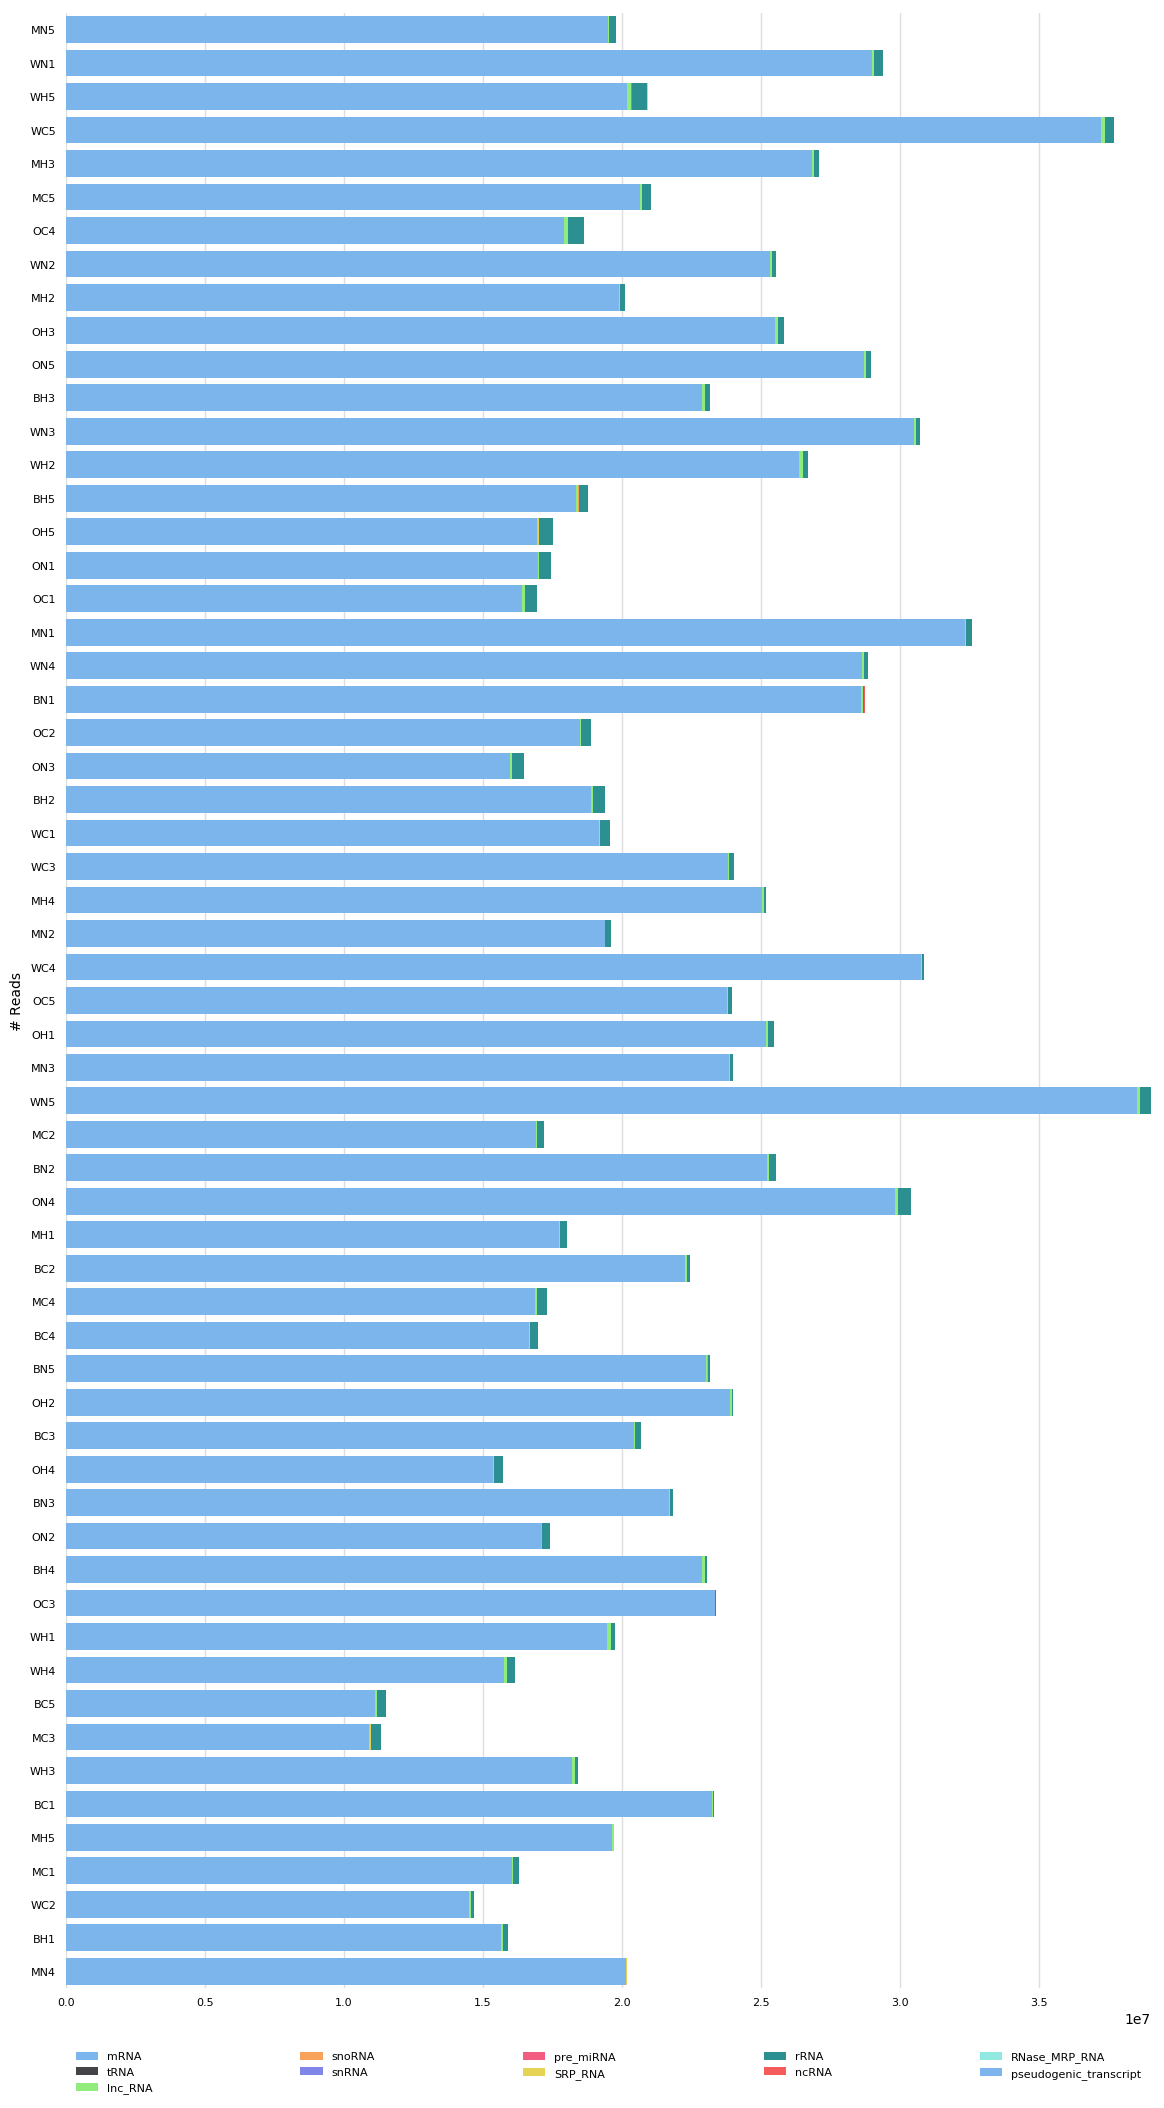 MN5
WN1
WH5
WC5
MH3
MC5
OC4
WN2
MH2
OH3
ON5
BH3
WN3
WH2
BH5
OH5
ON1
OC1
MN1
WN4
BN1
OC2
ON3
BH2
WC1
WC3
MH4
MN2
WC4
OC5
# Reads
OH1
MN3
WN5
MC2
BN2
ON4
MH1
BC2
MC4
BC4
BN5
OH2
BC3
OH4
BN3
ON2
BH4
OC3
WH1
WH4
BC5
MC3
WH3
BC1
MH5
MC1
WC2
BH1
MN4
0.0 0.5 1.0 1.5 2.0 2.5 3.0 3.5
1e7
mRNA snoRNA pre_miRNA rRNA RNase_MRP_RNA
tRNA snRNA SRP_RNA ncRNA pseudogenic_transcript
lnc_RNA